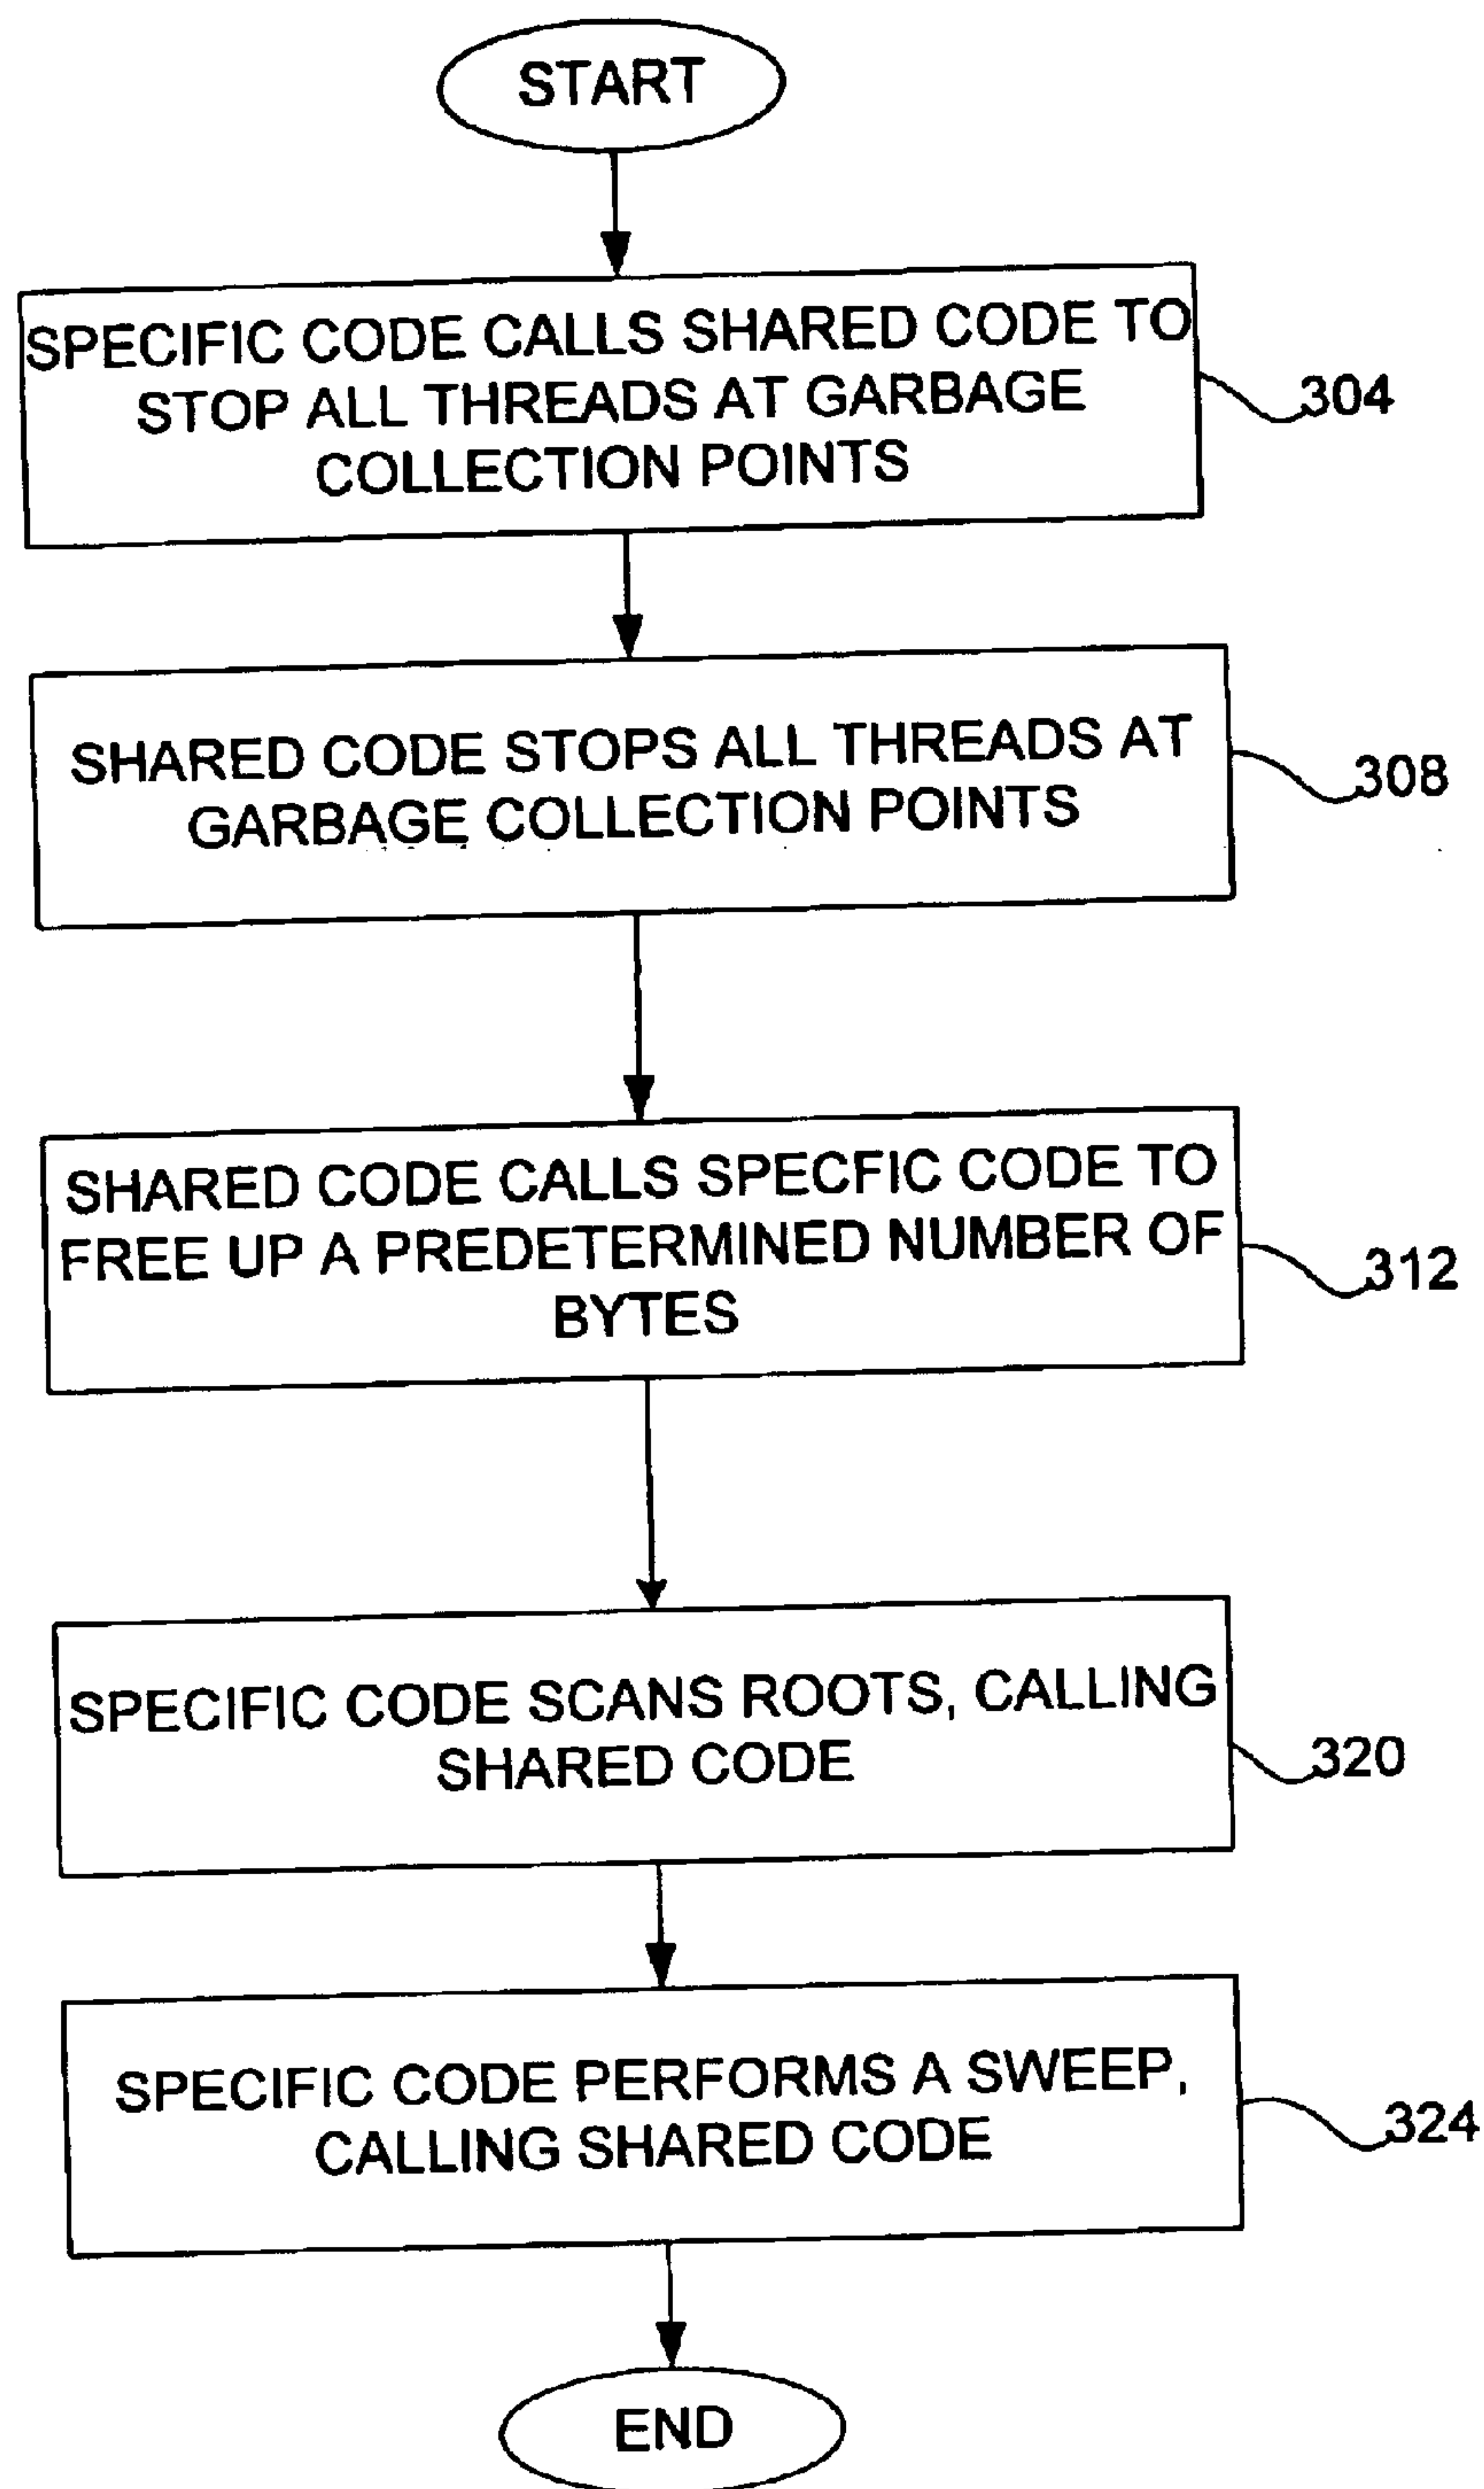 START
SPECIFIC CODE CALLS SHARED CODE TO
STOP ALL THREADS AT GARBAGE
COLLECTION POINTS
304
SHARED CODE STOPS ALL THREADS AT
GARBAGE COLLECTION POINTS
308
SHARED CODE CALLS SPECFIC CODE TO
FREE UP A PREDETERMINED NUMBER OF
BYTES
312
SPECIFIC CODE SCANS ROOTS, CALLING
SHARED CODE
320
SPECIFIC CODE PERFORMS A SWEEP,
CALLING SHARED CODE
324
END